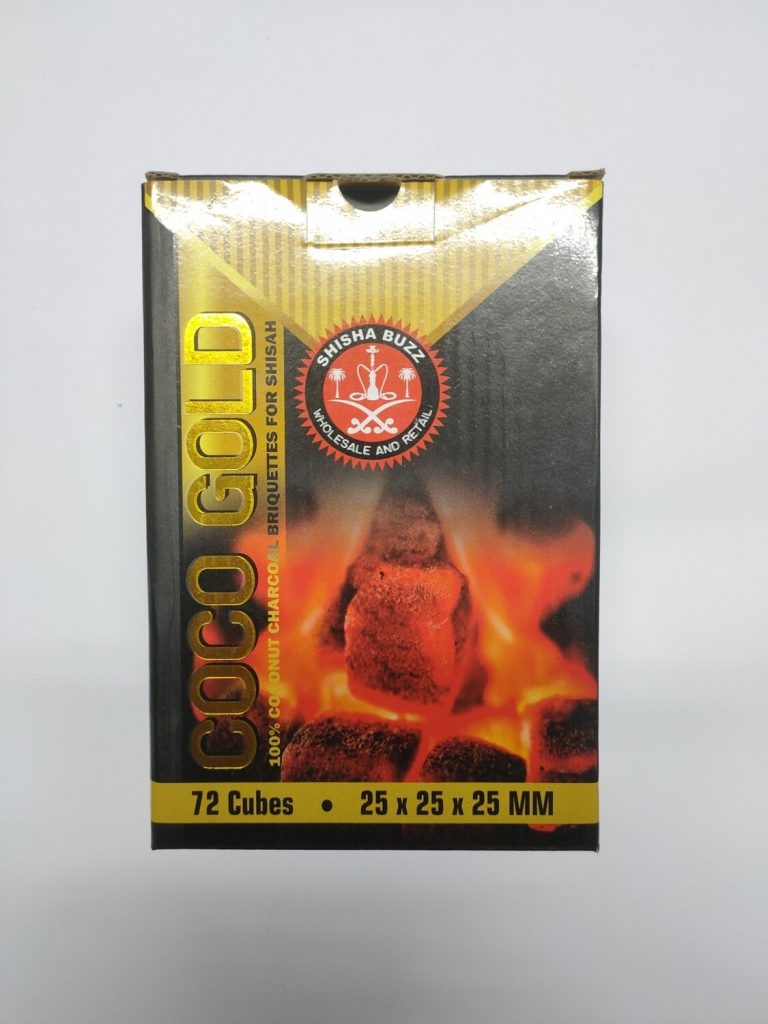 COCO GOLD
100% COCONUT CHARCOAL BRIQUETTES FOR SHISAH
SHISHA BUZZ
WHOLESALE AND RETAIL
72 Cubes • 25 x 25 x 25 MM